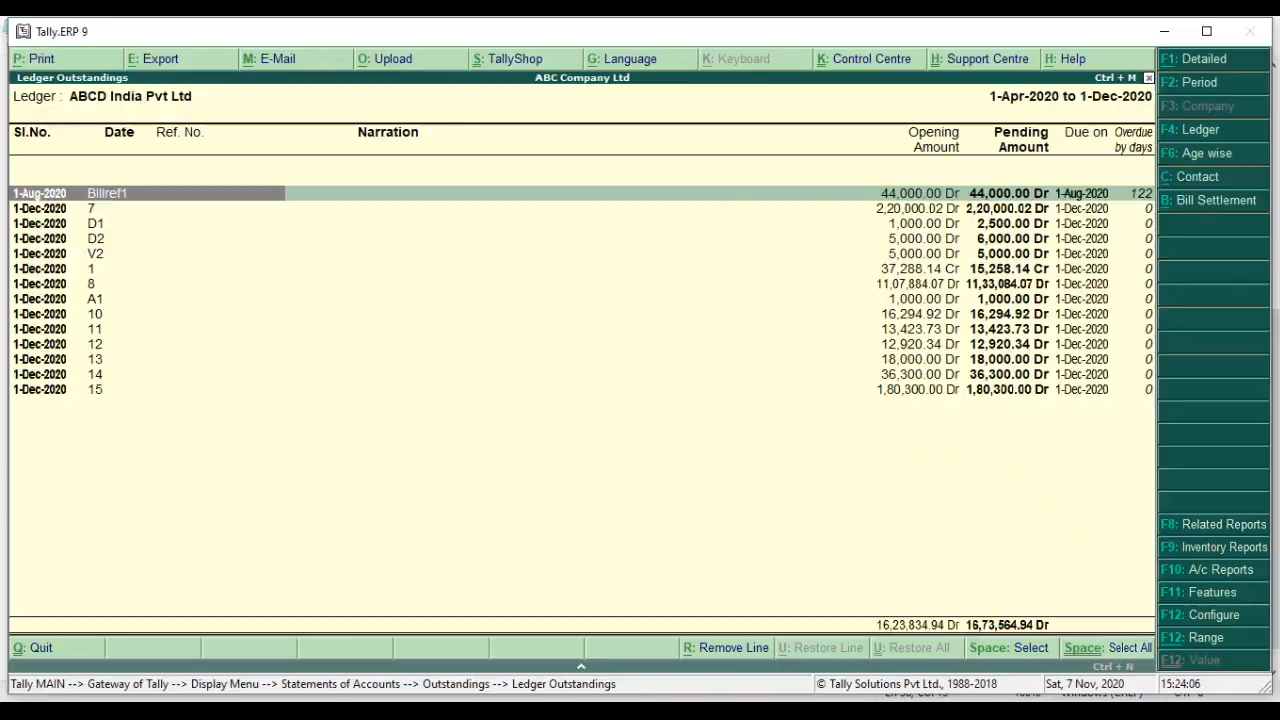 Tally.ERP 9
P: Print E: Export M: E-Mail O: Upload S: TallyShop G: Language K: Keyboard K: Control Centre H: Support Centre H: Help
Ledger Outstandings ABC Company Ltd Ctrl + M
Ledger : ABCD India Pvt Ltd 1-Apr-2020 to 1-Dec-2020
Sl.No. Date Ref. No. Narration Opening Amount Pending Amount Due on Overdue by days
1-Aug-2020 Billref1 44,000.00 Dr 44,000.00 Dr 1-Aug-2020 122
1-Dec-2020 7 2,20,000.02 Dr 2,20,000.02 Dr 1-Dec-2020 0
1-Dec-2020 D1 1,000.00 Dr 2,500.00 Dr 1-Dec-2020 0
1-Dec-2020 D2 5,000.00 Dr 6,000.00 Dr 1-Dec-2020 0
1-Dec-2020 V2 5,000.00 Dr 5,000.00 Dr 1-Dec-2020 0
1-Dec-2020 1 37,288.14 Cr 15,258.14 Cr 1-Dec-2020 0
1-Dec-2020 8 11,07,884.07 Dr 11,33,084.07 Dr 1-Dec-2020 0
1-Dec-2020 A1 1,000.00 Dr 1,000.00 Dr 1-Dec-2020 0
1-Dec-2020 10 16,294.92 Dr 16,294.92 Dr 1-Dec-2020 0
1-Dec-2020 11 13,423.73 Dr 13,423.73 Dr 1-Dec-2020 0
1-Dec-2020 12 12,920.34 Dr 12,920.34 Dr 1-Dec-2020 0
1-Dec-2020 13 18,000.00 Dr 18,000.00 Dr 1-Dec-2020 0
1-Dec-2020 14 36,300.00 Dr 36,300.00 Dr 1-Dec-2020 0
1-Dec-2020 15 1,80,300.00 Dr 1,80,300.00 Dr 1-Dec-2020 0
16,23,834.94 Dr 16,73,564.94 Dr
F1: Detailed
F2: Period
F3: Company
F4: Ledger
F6: Age wise
C: Contact
B: Bill Settlement
F8: Related Reports
F9: Inventory Reports
F10: A/c Reports
F11: Features
F12: Configure
F12: Range
F12: Value
Q: Quit R: Remove Line U: Restore Line U: Restore All Space: Select Space: Select All
Ctrl + N
Tally MAIN --> Gateway of Tally --> Display Menu --> Statements of Accounts --> Outstandings --> Ledger Outstandings © Tally Solutions Pvt Ltd., 1988-2018 Sat, 7 Nov, 2020 15:24:06